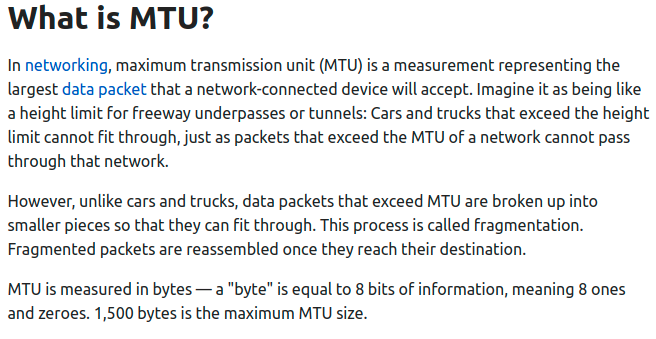 What is MTU?
In networking, maximum transmission unit (MTU) is a measurement representing the
largest data packet that a network-connected device will accept. Imagine it as being like
a height limit for freeway underpasses or tunnels: Cars and trucks that exceed the height
limit cannot fit through, just as packets that exceed the MTU of a network cannot pass
through that network.
However, unlike cars and trucks, data packets that exceed MTU are broken up into
smaller pieces so that they can fit through. This process is called fragmentation.
Fragmented packets are reassembled once they reach their destination.
MTU is measured in bytes — a "byte" is equal to 8 bits of information, meaning 8 ones
and zeroes. 1,500 bytes is the maximum MTU size.